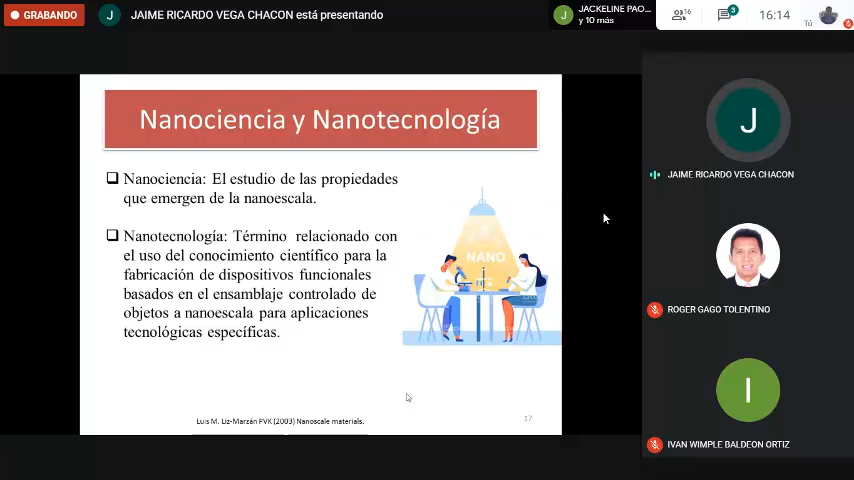 GRABANDO
J
JAIME RICARDO VEGA CHACON está presentando
J
JACKELINE PAO...
y 10 más
16
3
16:14
Tú
Nanociencia y Nanotecnología
Nanociencia: El estudio de las propiedades
que emergen de la nanoescala.
Nanotecnología: Término relacionado con
el uso del conocimiento científico para la
fabricación de dispositivos funcionales
basados en el ensamblaje controlado de
objetos a nanoescala para aplicaciones
tecnológicas específicas.
NANO
Luis M. Liz-Marzán PVK (2003) Nanoscale materials.
17
J
JAIME RICARDO VEGA CHACON
ROGER GAGO TOLENTINO
I
IVAN WIMPLE BALDEON ORTIZ